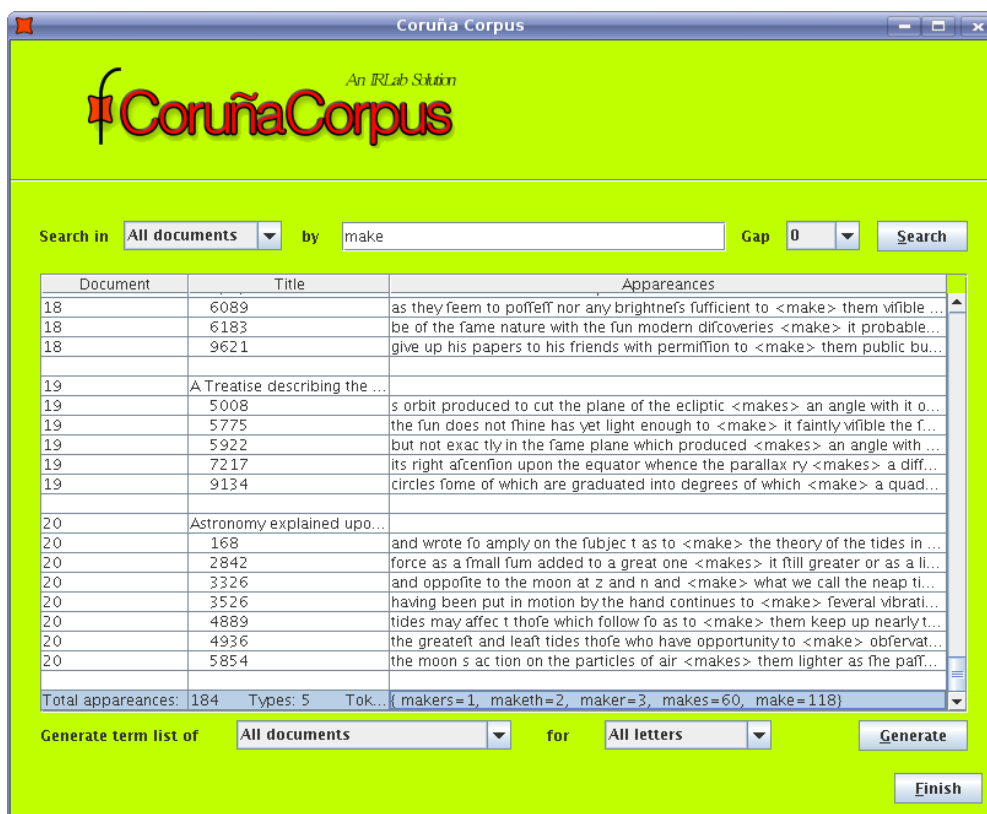 Coruña Corpus
An IRLab Solution
CoruñaCorpus
Search in All documents by make Gap 0 Search
Document Title Appareances
18 6089 as they ſeem to poſſeſſ nor any brightneſs ſufficient to <make> them viſible ...
18 6183 be of the ſame nature with the ſun modern diſcoveries <make> it probable...
18 9621 give up his papers to his friends with permiſſion to <make> them public bu...
19 A Treatise describing the ...
19 5008 s orbit produced to cut the plane of the ecliptic <makes> an angle with it o...
19 5775 the ſun does not ſhine has yet light enough to <make> it faintly viſible the ſ...
19 5922 but not exac tly in the ſame plane which produced <makes> an angle with ...
19 7217 its right aſcenſion upon the equator whence the parallax ry <makes> a diff...
19 9134 circles ſome of which are graduated into degrees of which <make> a quad...
20 Astronomy explained upo...
20 168 and wrote ſo amply on the ſubjec t as to <make> the theory of the tides in ...
20 2842 force as a ſmall ſum added to a great one <makes> it ſtill greater or as a li...
20 3326 and oppoſite to the moon at z and n and <make> what we call the neap ti...
20 3526 having been put in motion by the hand continues to <make> ſeveral vibrati...
20 4889 tides may affec t thoſe which follow ſo as to <make> them keep up nearly t...
20 4936 the greateſt and leaſt tides thoſe who have opportunity to <make> obſervat...
20 5854 the moon s ac tion on the particles of air <makes> them lighter as ſhe paſſ...
Total appareances: 184 Types: 5 Tok... { makers=1, maketh=2, maker=3, makes=60, make=118}
Generate term list of All documents for All letters Generate
Finish